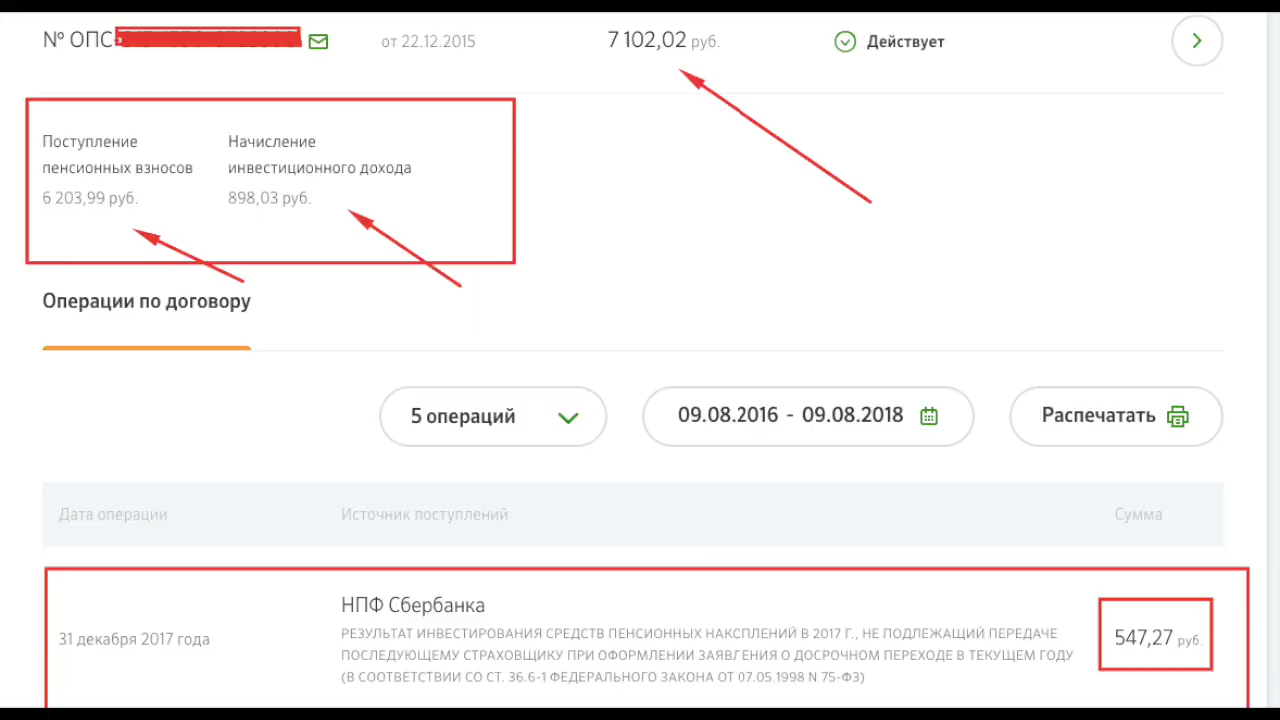 № ОПС
от 22.12.2015
7 102,02 руб.
Действует
Поступление
пенсионных взносов
6 203,99 руб.
Начисление
инвестиционного дохода
898,03 руб.
Операции по договору
5 операций
09.08.2016 - 09.08.2018
Распечатать
Дата операции
Источник поступлений
Сумма
31 декабря 2017 года
НПФ Сбербанка
РЕЗУЛЬТАТ ИНВЕСТИРОВАНИЯ СРЕДСТВ ПЕНСИОННЫХ НАКСПЛЕНИЙ В 2017 Г., НЕ ПОДЛЕЖАЩИЙ ПЕРЕДАЧЕ
ПОСЛЕДУЮЩЕМУ СТРАХОВЩИКУ ПРИ ОФОРМЛЕНИИ ЗАЯВГЕНИЯ О ДОСРОЧНОМ ПЕРЕХОДЕ В ТЕКУЩЕМ ГОДУ
(В СООТВЕТСТВИИ СО СТ. 36.6-1 ФЕДЕРАЛЬНОГО ЗАКОНА ОТ 07.05.1998 N 75-ФЗ)
547,27 руб.